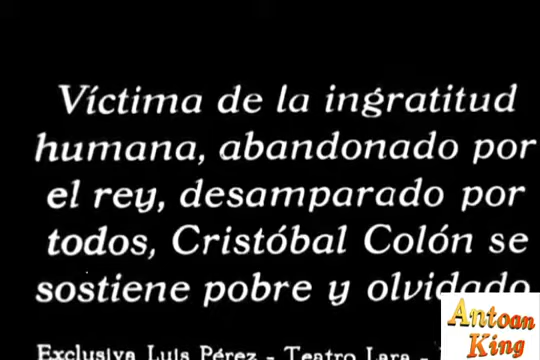 Víctima de la ingratitud
humana, abandonado por
el rey, desamparado por
todos, Cristóbal Colón se
sostiene pobre y olvidado
Exclusiva Luis Pérez - Teatro Lara -
Antoan
King